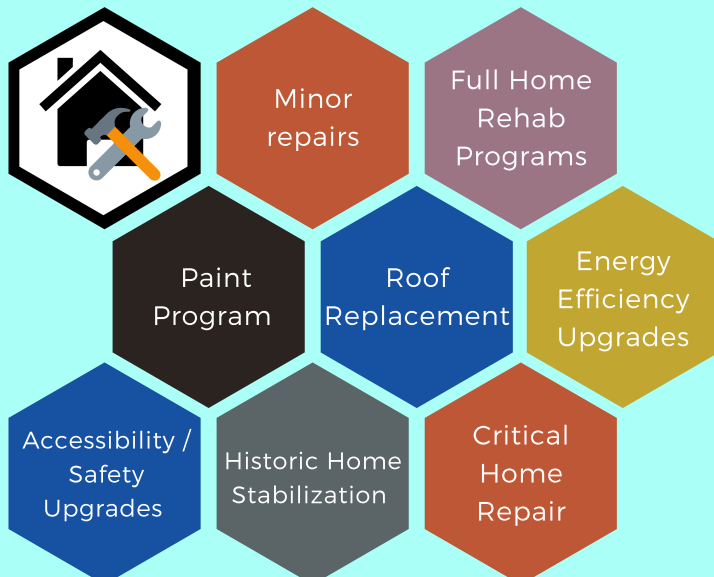 Minor
repairs
Full Home
Rehab
Programs
Paint
Program
Roof
Replacement
Energy
Efficiency
Upgrades
Accessibility /
Safety
Upgrades
Historic Home
Stabilization
Critical
Home
Repair